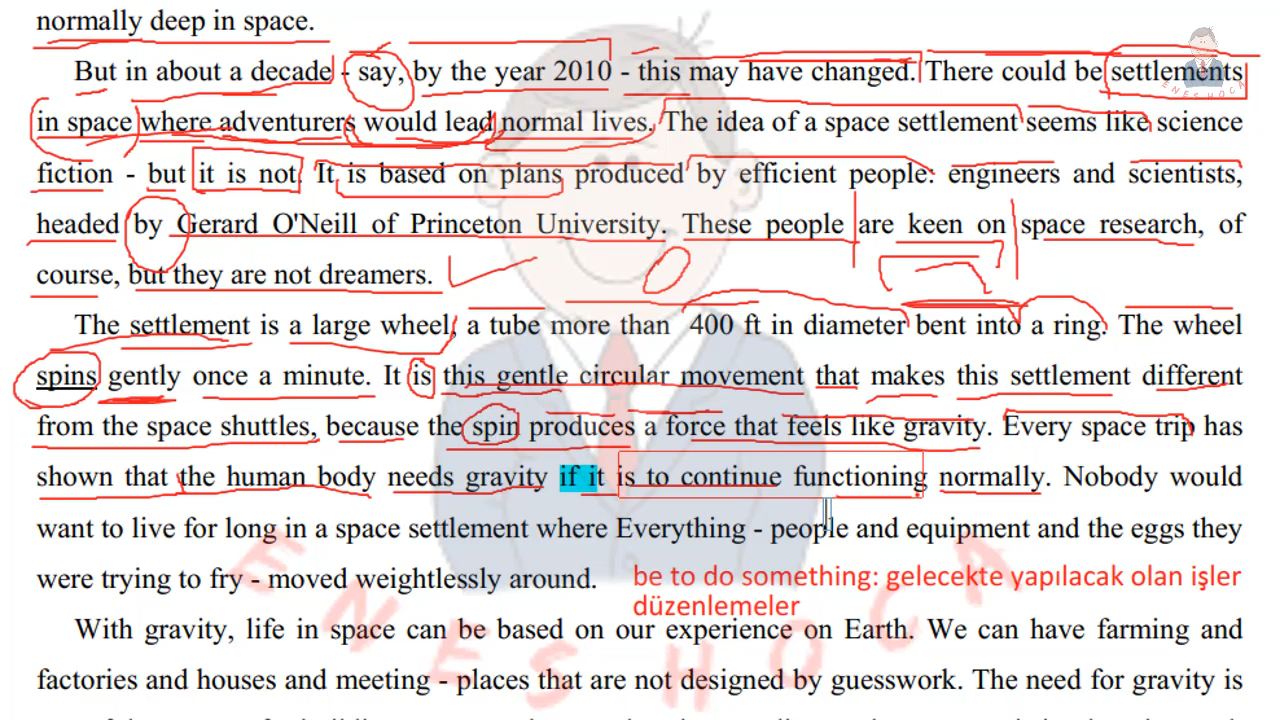 normally deep in space.
But in about a decade - say, by the year 2010 - this may have changed. There could be settlements
in space where adventurers would lead normal lives. The idea of a space settlement seems like science
fiction - but it is not. It is based on plans produced by efficient people: engineers and scientists,
headed by Gerard O'Neill of Princeton University. These people are keen on space research, of
course, but they are not dreamers.
The settlement is a large wheel, a tube more than 400 ft in diameter bent into a ring. The wheel
spins gently once a minute. It is this gentle circular movement that makes this settlement different
from the space shuttles, because the spin produces a force that feels like gravity. Every space trip has
shown that the human body needs gravity if it is to continue functioning normally. Nobody would
want to live for long in a space settlement where Everything - people and equipment and the eggs they
were trying to fry - moved weightlessly around.
be to do something: gelecekte yapılacak olan işler
düzenlemeler
With gravity, life in space can be based on our experience on Earth. We can have farming and
factories and houses and meeting - places that are not designed by guesswork. The need for gravity is
ENES HOCA
ENES HOCA